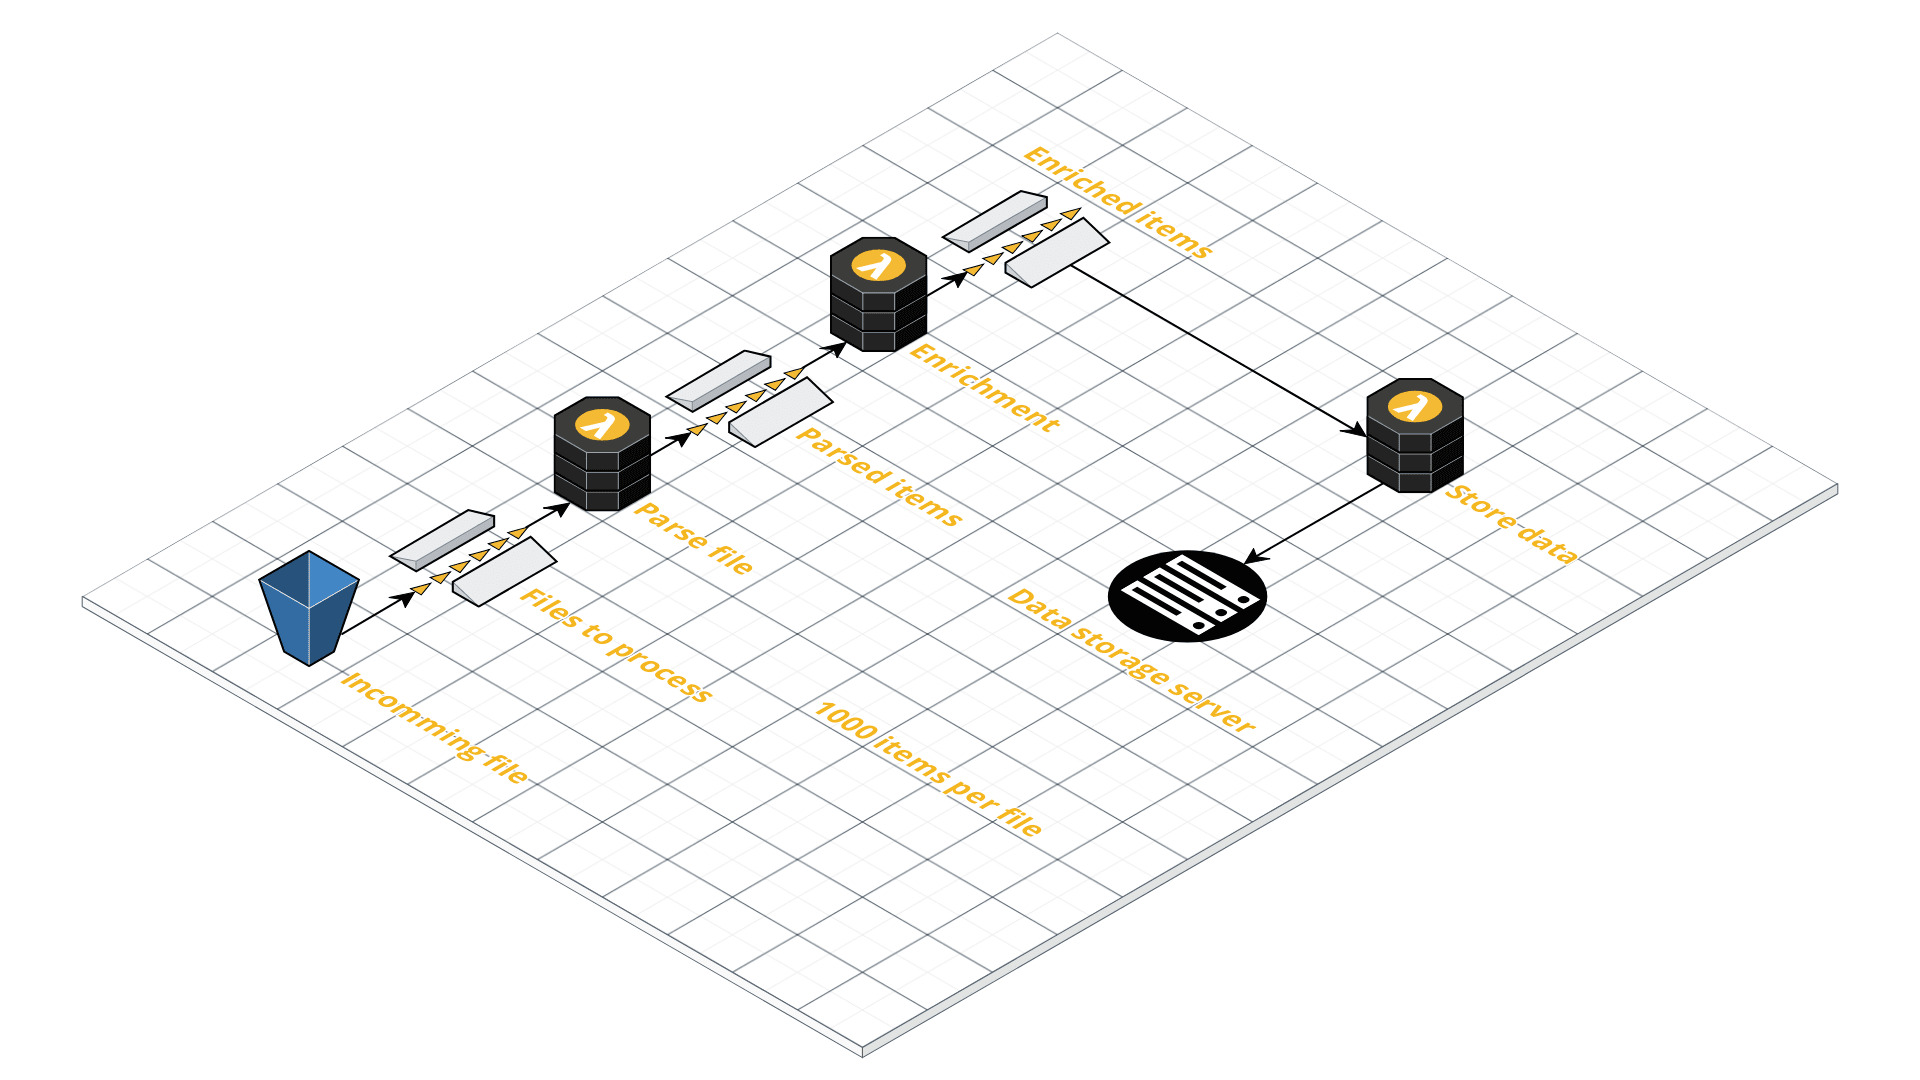 Enriched items
λ
Enrichment
λ
Parsed items
λ
Store data
λ
Parse file
Files to process
Data storage server
Incomming file
1000 items per file